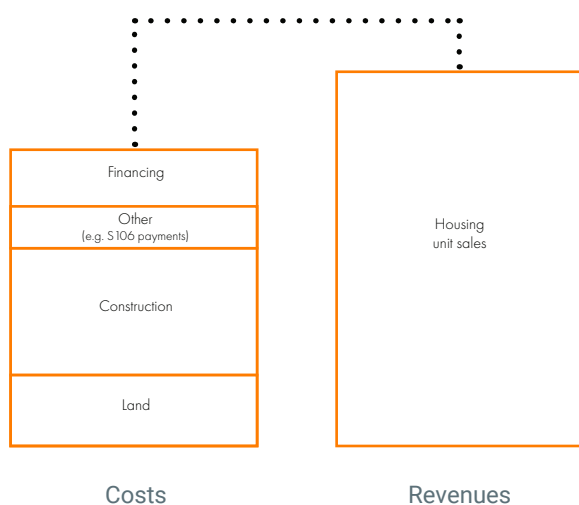 Financing
Other
(e.g. S106 payments)
Construction
Land
Housing
unit sales
Costs
Revenues